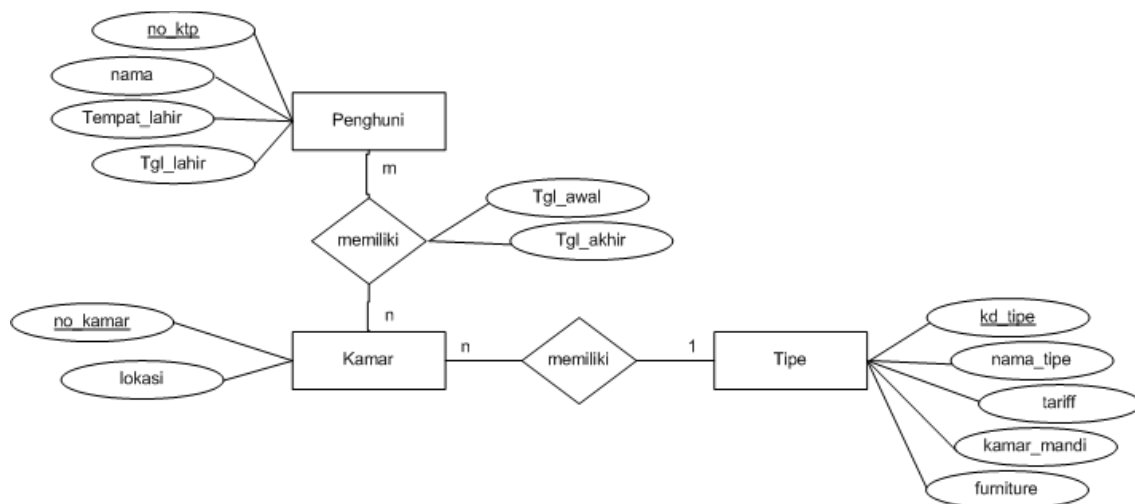 no_ktp
nama
Tempat_lahir
Tgl_lahir
Penghuni
m
memiliki
Tgl_awal
Tgl_akhir
n
no_kamar
lokasi
Kamar
n
memiliki
1
Tipe
kd_tipe
nama_tipe
tariff
kamar_mandi
furniture